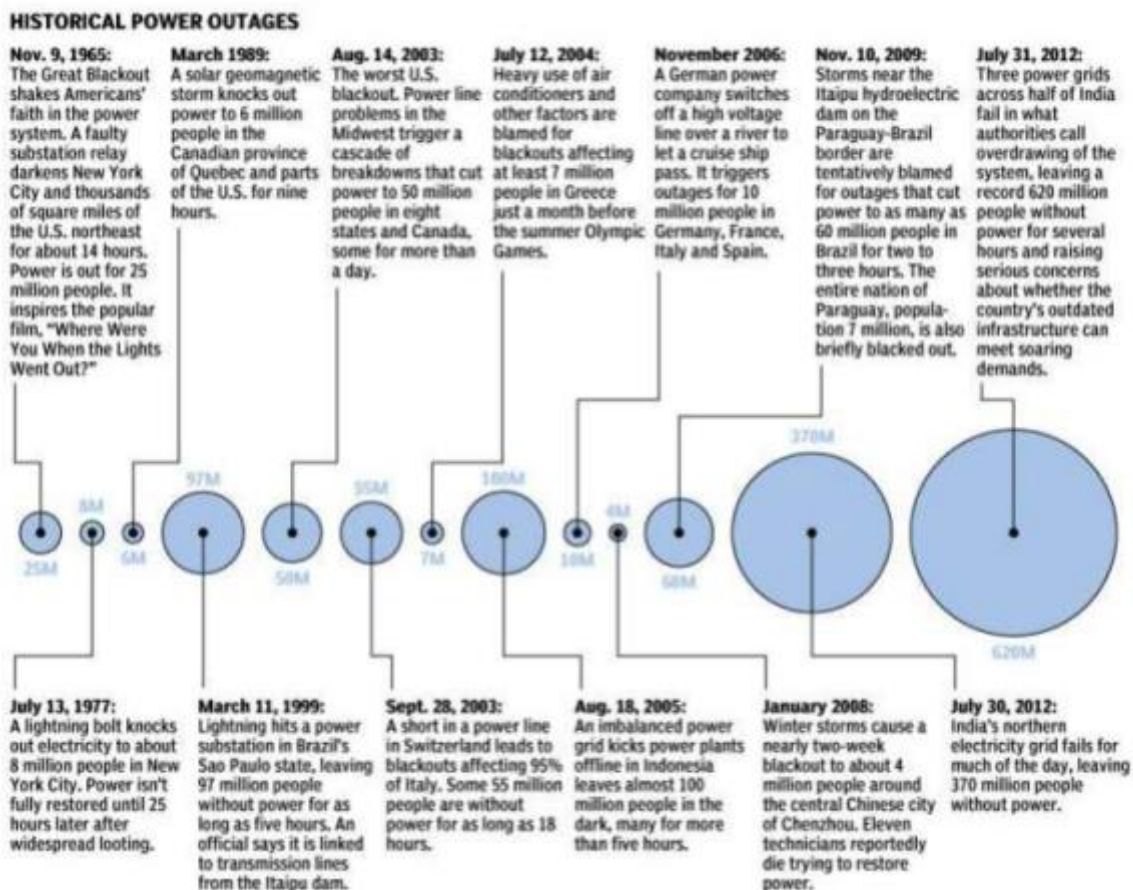 HISTORICAL POWER OUTAGES
Nov. 9, 1965:
The Great Blackout
shakes Americans'
faith in the power
system. A faulty
substation relay
darkens New York
City and thousands
of square miles of
the U.S. northeast
for about 14 hours.
Power is out for 25
million people. It
inspires the popular
film, "Where Were
You When the Lights
Went Out?"
March 1989:
A solar geomagnetic
storm knocks out
power to 6 million
people in the
Canadian province
of Quebec and parts
of the U.S. for nine
hours.
Aug. 14, 2003:
The worst U.S.
blackout. Power line
problems in the
Midwest trigger a
cascade of
breakdowns that cut
power to 50 million
people in eight
states and Canada,
some for more than
a day.
July 12, 2004:
Heavy use of air
conditioners and
other factors are
blamed for
blackouts affecting
at least 7 million
people in Greece
just a month before
the summer Olympic
Games.
November 2006:
A German power
company switches
off a high voltage
line over a river to
let a cruise ship
pass. It triggers
outages for 10
million people in
Germany, France,
Italy and Spain.
Nov. 10, 2009:
Storms near the
Itaipu hydroelectric
dam on the
Paraguay-Brazil
border are
tentatively blamed
for outages that cut
power to as many as
60 million people in
Brazil for two to
three hours. The
entire nation of
Paraguay, popula-
tion 7 million, is also
briefly blacked out.
July 31, 2012:
Three power grids
across half of India
fail in what
authorities call
overdrawing of the
system, leaving a
record 620 million
people without
power for several
hours and raising
serious concerns
about whether the
country's outdated
infrastructure can
meet soaring
demands.
25M
8M
6M
97M
50M
55M
7M
100M
10M
4M
60M
370M
620M
July 13, 1977:
A lightning bolt knocks
out electricity to about
8 million people in New
York City. Power isn't
fully restored until 25
hours later after
widespread looting.
March 11, 1999:
Lightning hits a power
substation in Brazil's
Sao Paulo state, leaving
97 million people
without power for as
long as five hours. An
official says it is linked
to transmission lines
from the Itaipu dam.
Sept. 28, 2003:
A short in a power line
in Switzerland leads to
blackouts affecting 95%
of Italy. Some 55 million
people are without
power for as long as 18
hours.
Aug. 18, 2005:
An imbalanced power
grid kicks power plants
offline in Indonesia
leaves almost 100
million people in the
dark, many for more
than five hours.
January 2008:
Winter storms cause a
nearly two-week
blackout to about 4
million people around
the central Chinese city
of Chenzhou. Eleven
technicians reportedly
die trying to restore
power.
July 30, 2012:
India's northern
electricity grid fails for
much of the day, leaving
370 million people
without power.